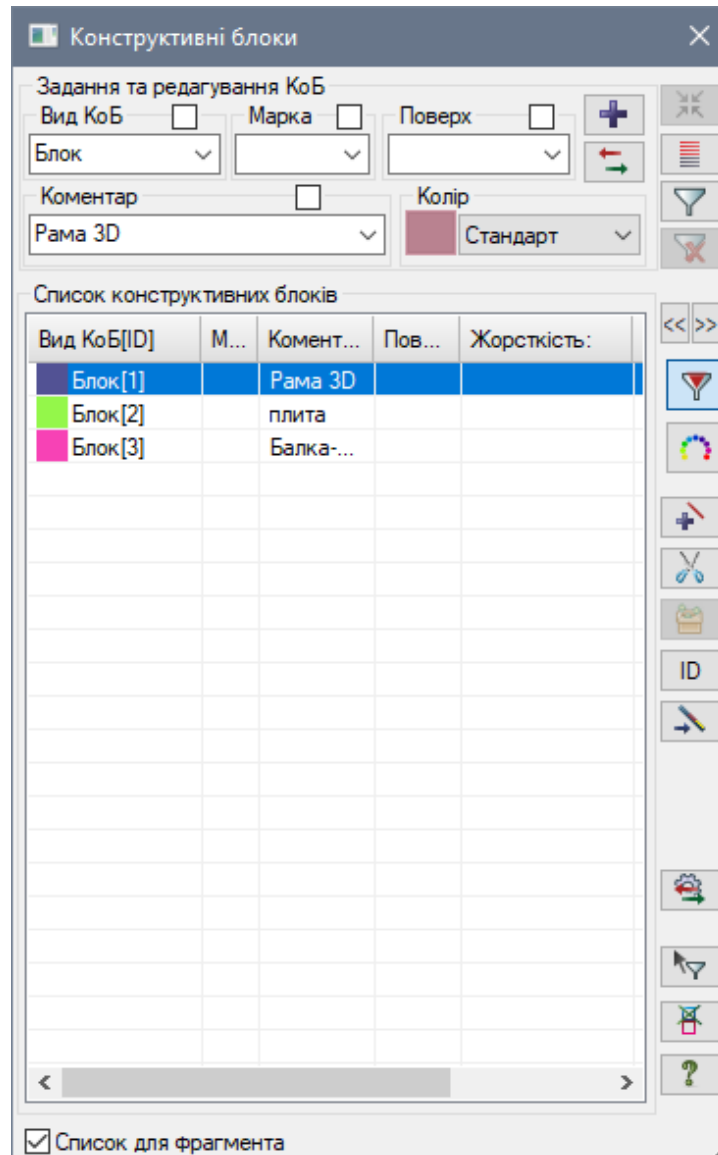 Конструктивні блоки
Задання та редагування КоБ
Вид КоБ Марка Поверх
Блок
Коментар Колір
Рама 3D Стандарт
Список конструктивних блоків
<< >>
Вид КоБ[ID] М... Комент... Пов... Жорсткість:
Блок[1] Рама 3D
Блок[2] плита
Блок[3] Балка-...
ID
?
Список для фрагмента